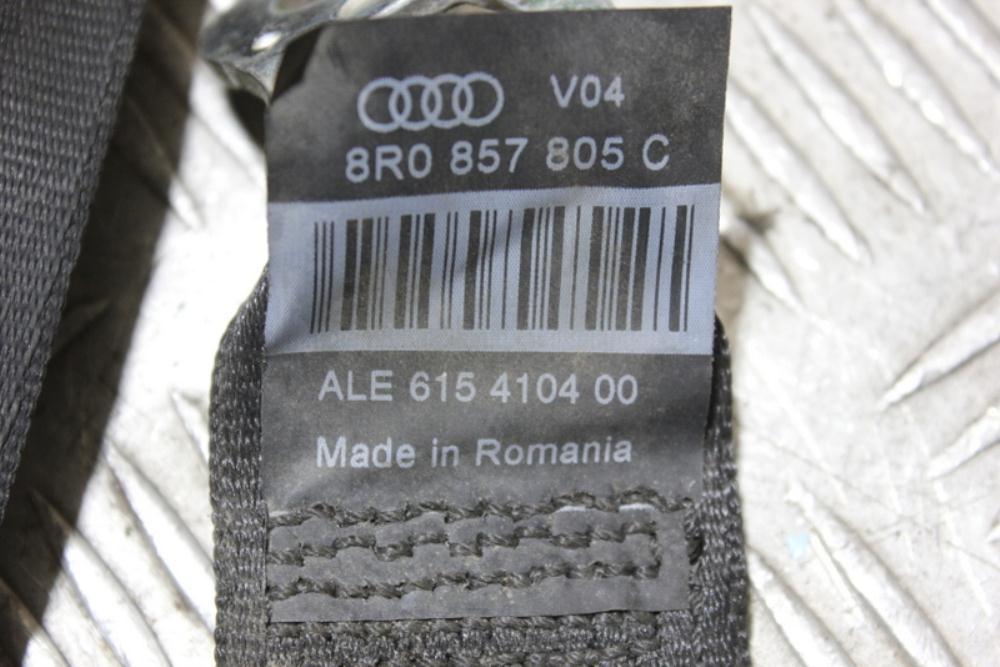 V04
8R0 857 805 C
ALE 615 4104 00
Made in Romania